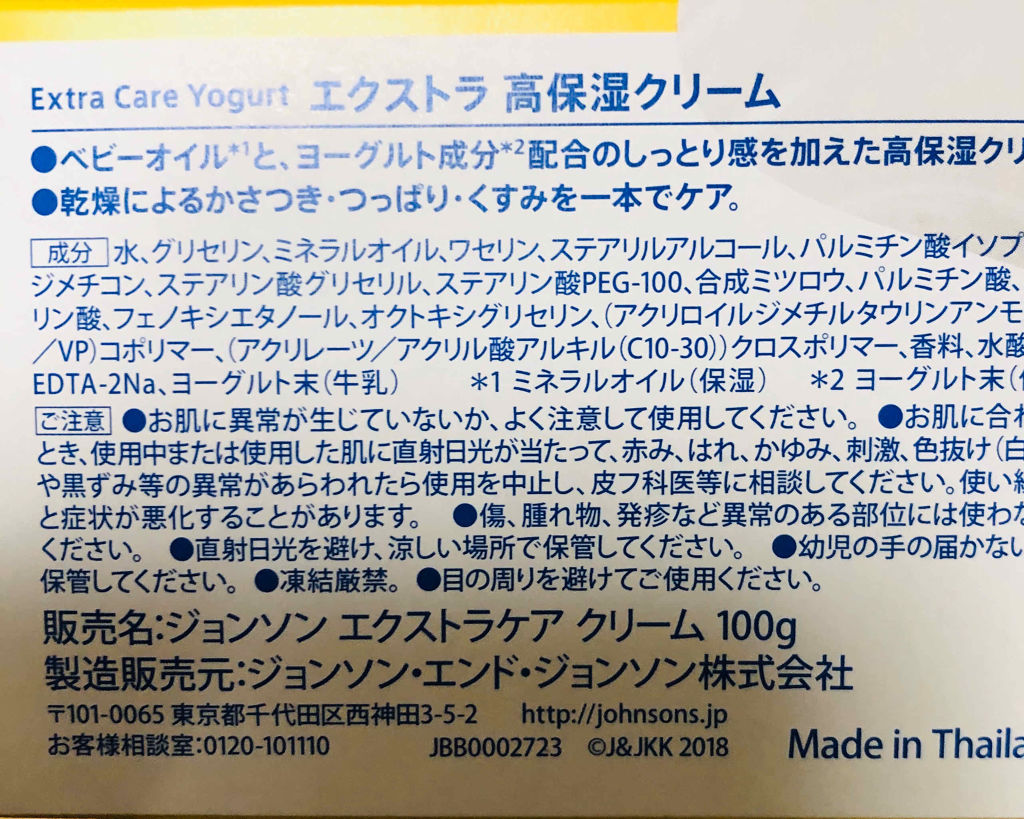 Extra Care Yogurt エクストラ 高保湿クリーム
●ベビーオイル*1と、ヨーグルト成分*2配合のしっとり感を加えた高保湿クリ
●乾燥によるかさつき・つっぱり・くすみを一本でケア。
成分 水、グリセリン、ミネラルオイル、ワセリン、ステアリルアルコール、パルミチン酸イソプ
ジメチコン、ステアリン酸グリセリル、ステアリン酸PEG-100、合成ミツロウ、パルミチン酸、
リン酸、フェノキシエタノール、オクトキシグリセリン、(アクリロイルジメチルタウリンアンモ
/VP)コポリマー、(アクリレーツ/アクリル酸アルキル(C10-30))クロスポリマー、香料、水酸
EDTA-2Na、ヨーグルト末(牛乳) *1 ミネラルオイル(保湿) *2 ヨーグルト末(
ご注意 ●お肌に異常が生じていないか、よく注意して使用してください。 ●お肌に合わ
とき、使用中または使用した肌に直射日光が当たって、赤み、はれ、かゆみ、刺激、色抜け(白
や黒ずみ等の異常があらわれたら使用を中止し、皮フ科医等に相談してください。使い続
と症状が悪化することがあります。 ●傷、腫れ物、発疹など異常のある部位には使わな
ください。 ●直射日光を避け、涼しい場所で保管してください。 ●幼児の手の届かない
保管してください。 ●凍結厳禁。 ●目の周りを避けてご使用ください。
販売名:ジョンソン エクストラケア クリーム 100g
製造販売元:ジョンソン・エンド・ジョンソン株式会社
〒101-0065 東京都千代田区西神田3-5-2 http://johnsons.jp
お客様相談室:0120-101110 JBB0002723 ©J&JKK 2018 Made in Thaila